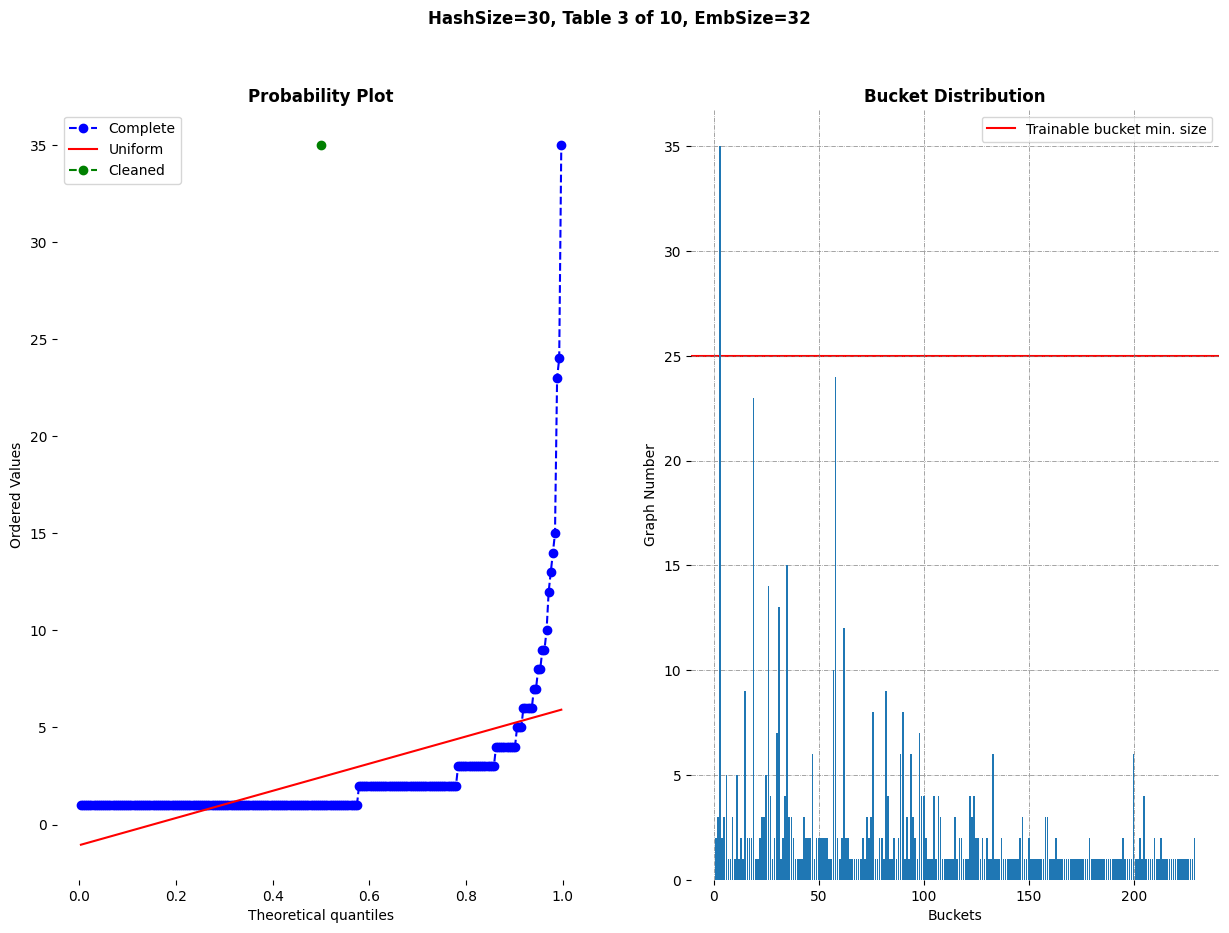 HashSize=30, Table 3 of 10, EmbSize=32
Probability Plot
Complete
Uniform
Cleaned
35
30
25
20
15
10
5
0
Ordered Values
0.0 0.2 0.4 0.6 0.8 1.0
Theoretical quantiles
Bucket Distribution
Trainable bucket min. size
35
30
25
20
15
10
5
0
Graph Number
0 50 100 150 200
Buckets